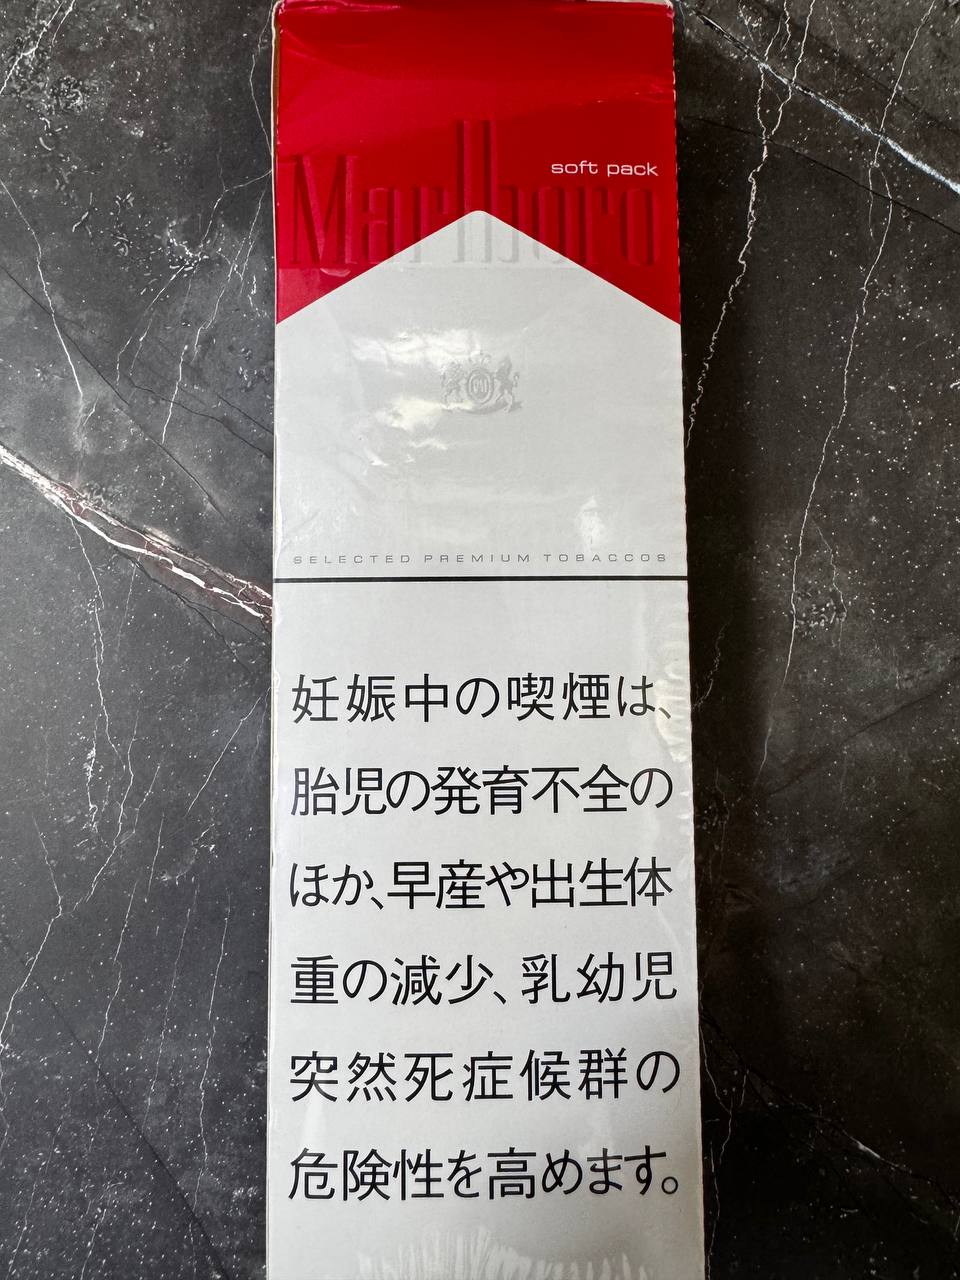 soft pack
Marlboro
SELECTED PREMIUM TOBACCOS
妊娠中の喫煙は、
胎児の発育不全の
ほか、早産や出生体
重の減少、乳幼児
突然死症候群の
危険性を高めます。